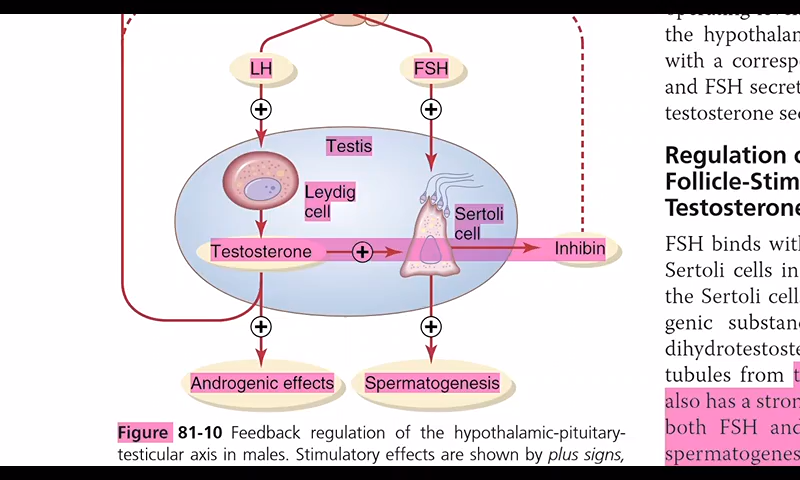 LH
FSH
+
+
Testis
Leydig
cell
Sertoli
cell
Testosterone
+
Inhibin
+
+
Androgenic effects
Spermatogenesis
Figure 81-10 Feedback regulation of the hypothalamic-pituitary-
testicular axis in males. Stimulatory effects are shown by plus signs,
the hypothalam
with a corresp
and FSH secret
testosterone sec
Regulation
Follicle-Stim
Testosterone
FSH binds with
Sertoli cells in
the Sertoli cell
genic substanc
dihydrotestoste
tubules from t
also has a stron
both FSH and
spermatogenes